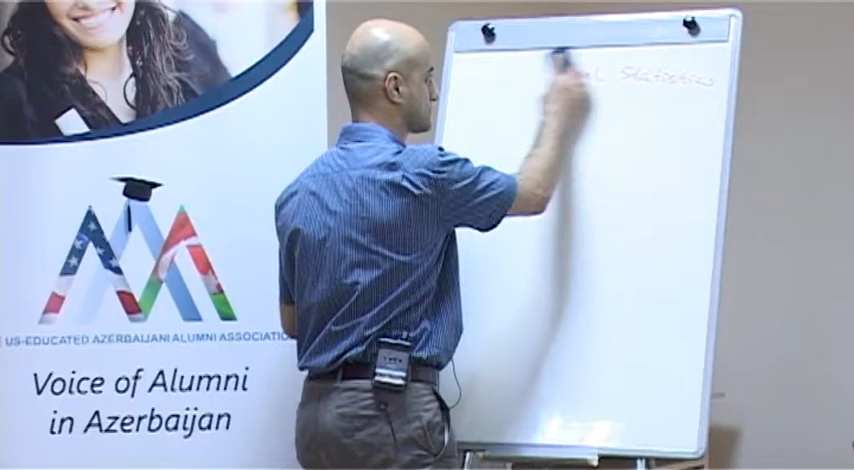 US-EDUCATED AZERBAIJANI ALUMNI ASSOCIATION
Voice of Alumni
in Azerbaijan
Statistics